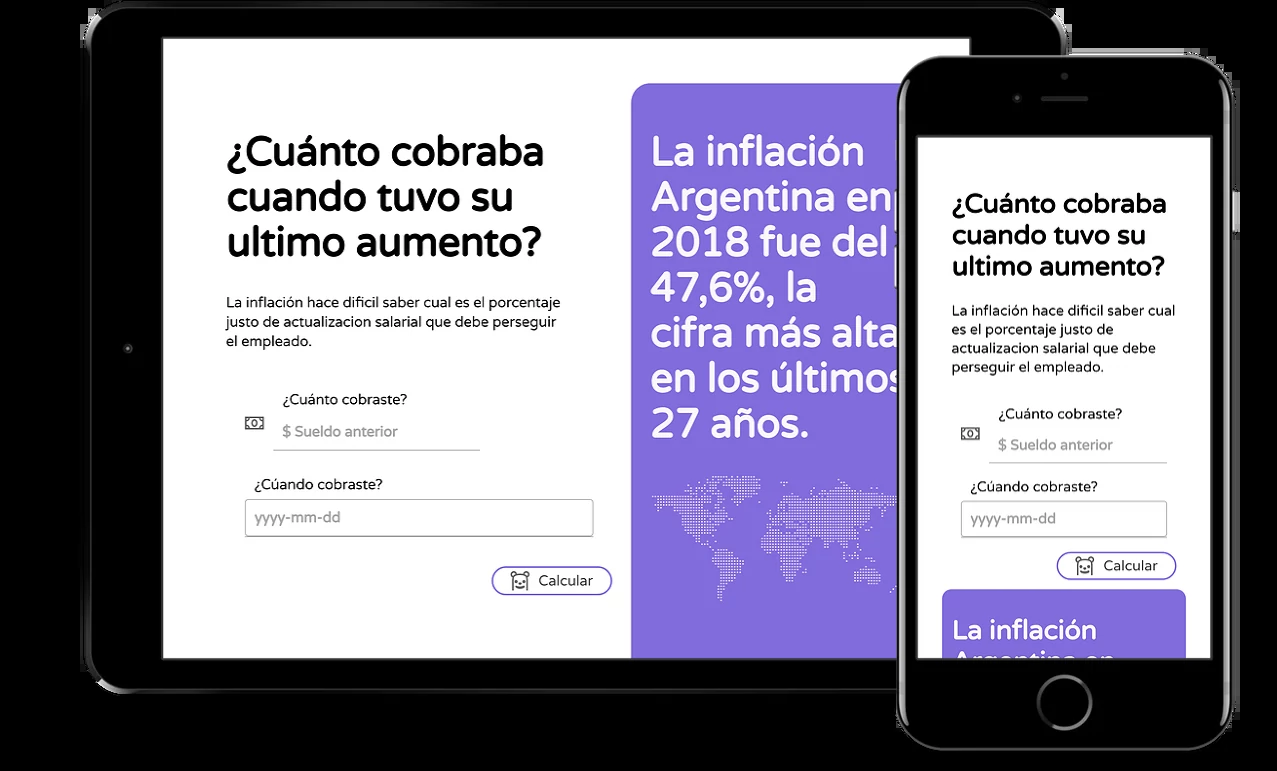 ¿Cuánto cobraba
cuando tuvo su
ultimo aumento?
La inflación hace dificil saber cual es el porcentaje
justo de actualizacion salarial que debe perseguir
el empleado.
¿Cuánto cobraste?
$ Sueldo anterior
¿Cúando cobraste?
yyyy-mm-dd
Calcular
La inflación
Argentina en
2018 fue del
47,6%, la
cifra más alta
en los últimos
27 años.
¿Cuánto cobraba
cuando tuvo su
ultimo aumento?
La inflación hace dificil saber cual
es el porcentaje justo de
actualizacion salarial que debe
perseguir el empleado.
¿Cuánto cobraste?
$ Sueldo anterior
¿Cúando cobraste?
yyyy-mm-dd
Calcular
La inflación
Argentina en